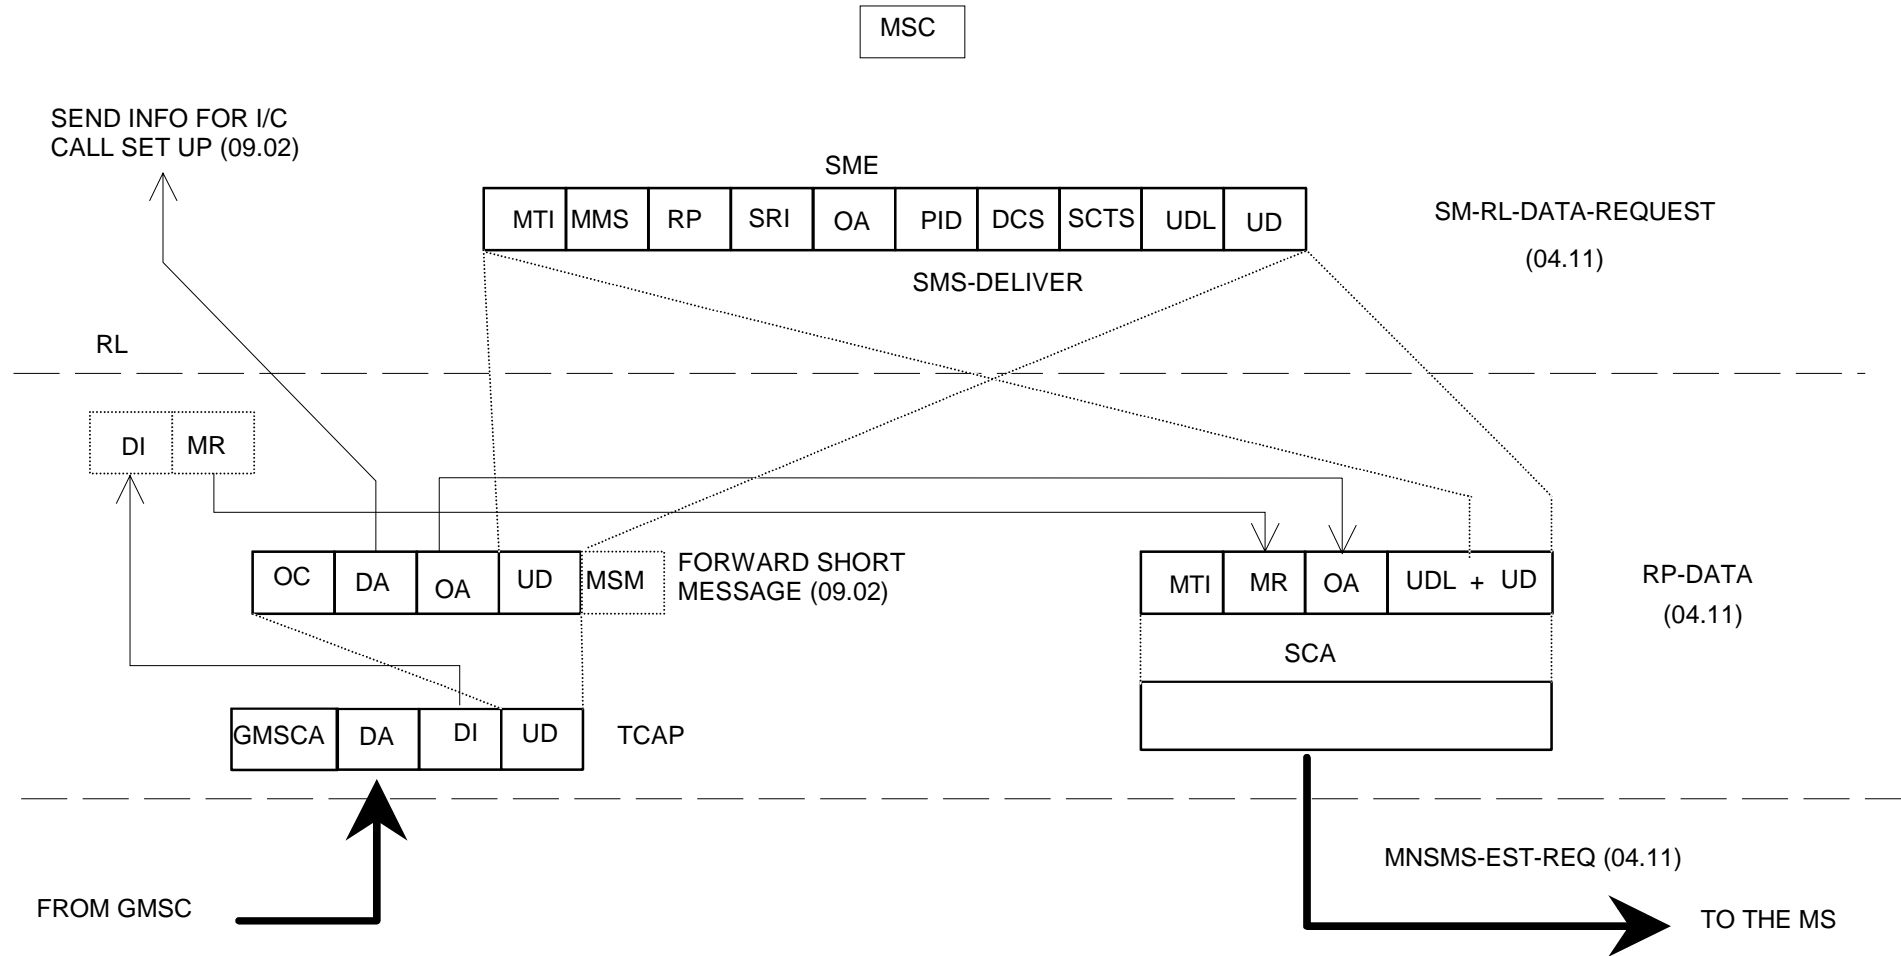 MSC
SEND INFO FOR I/C
CALL SET UP (09.02)
SME
MTI MMS RP SRI OA PID DCS SCTS UDL UD
SM-RL-DATA-REQUEST
(04.11)
SMS-DELIVER
RL
DI MR
OC DA OA UD MSM
FORWARD SHORT
MESSAGE (09.02)
MTI MR OA UDL + UD
RP-DATA
(04.11)
SCA
GMSCA DA DI UD TCAP
MNSMS-EST-REQ (04.11)
FROM GMSC
TO THE MS